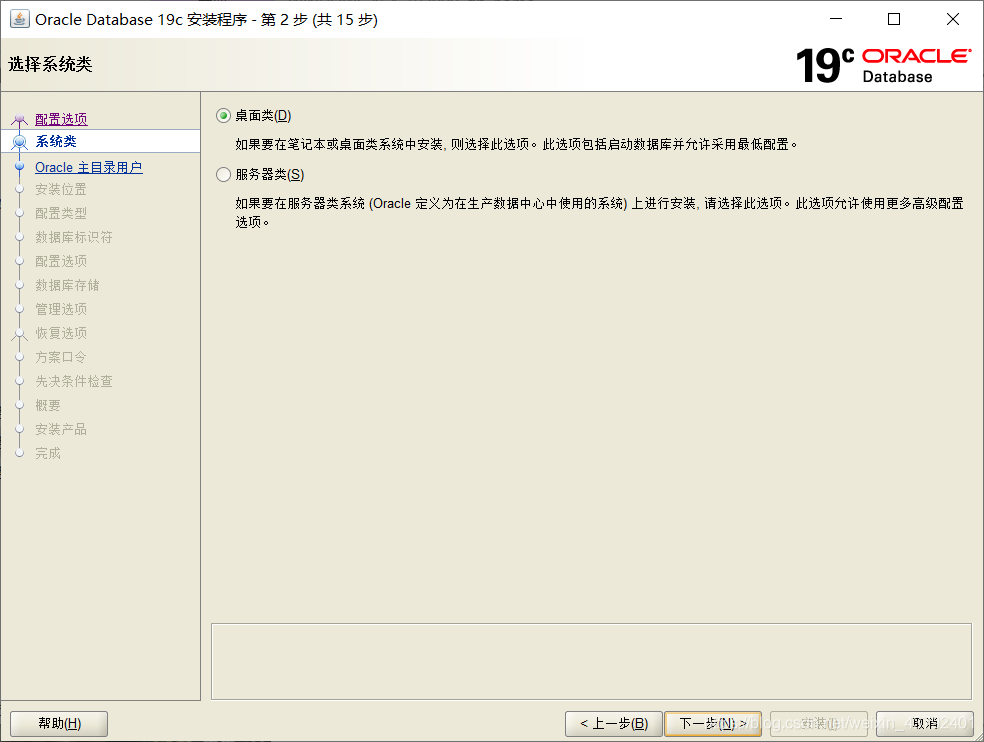 Oracle Database 19c 安装程序 - 第 2 步 (共 15 步)
选择系统类
19c ORACLE
Database
配置选项
系统类
Oracle 主目录用户
安装位置
配置类型
数据库标识符
配置选项
数据库存储
管理选项
恢复选项
方案口令
先决条件检查
概要
安装产品
完成
桌面类(D)
如果要在笔记本或桌面类系统中安装, 则选择此选项。此选项包括启动数据库并允许采用最低配置。
服务器类(S)
如果要在服务器类系统 (Oracle 定义为在生产数据中心中使用的系统) 上进行安装, 请选择此选项。此选项允许使用更多高级配置
选项。
帮助(H)
< 上一步(B)
下一步(N) >
安装(I)
取消